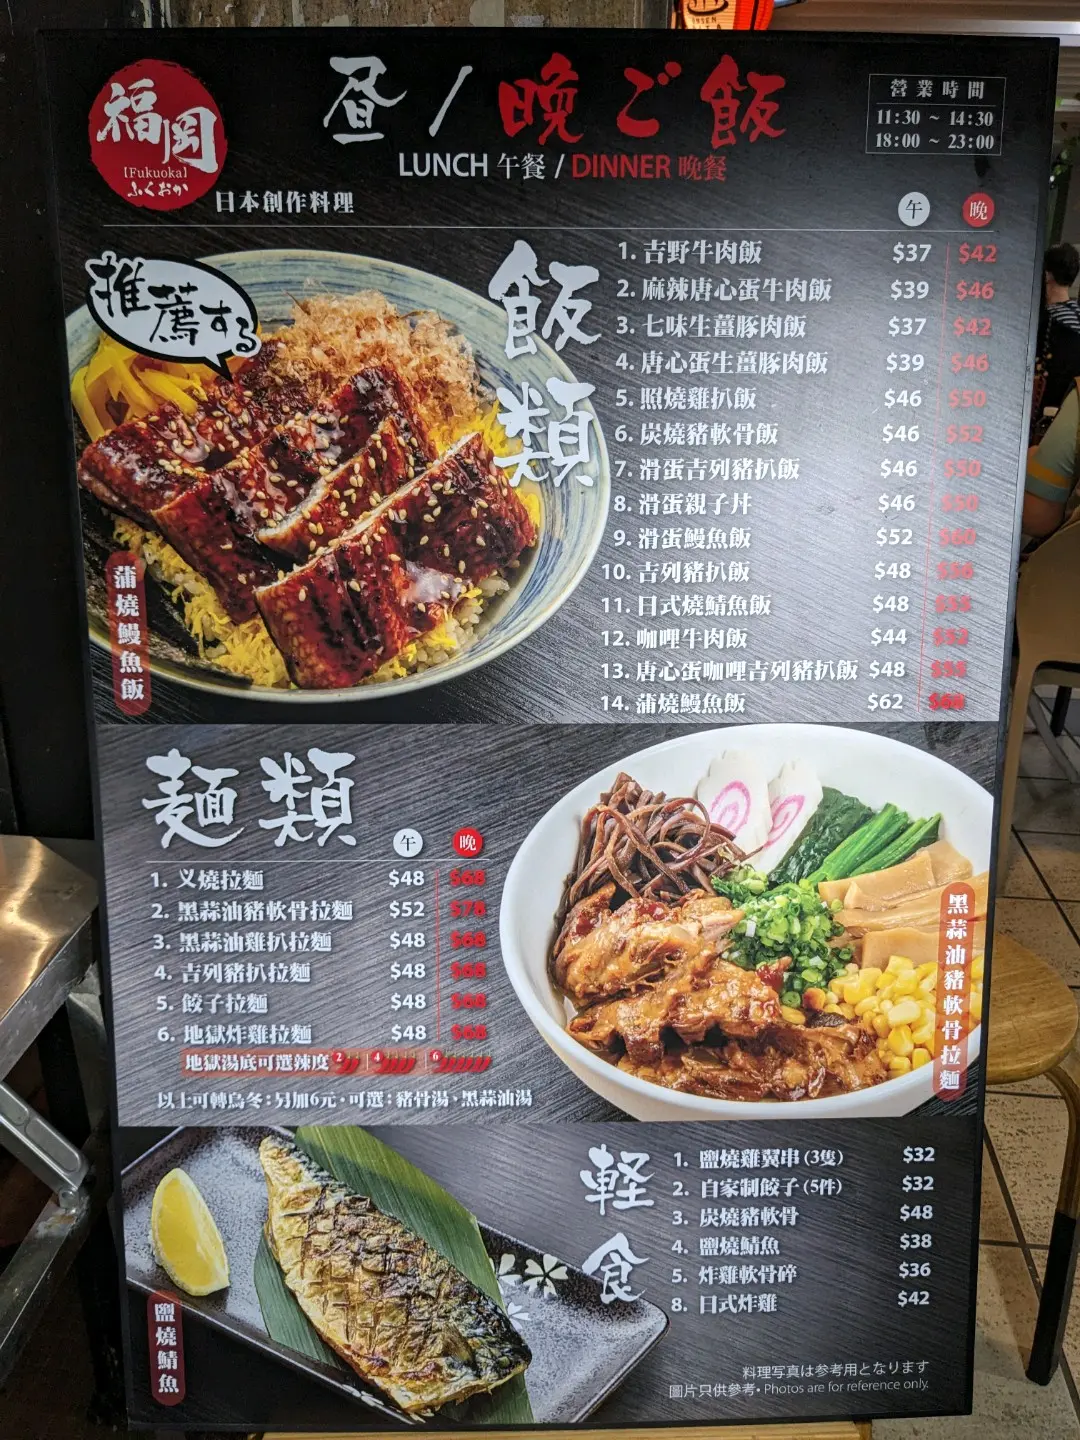 福岡
[Fukuoka]
ふくおか
日本創作料理
昼 / 晩ご飯
LUNCH 午餐 / DINNER 晚餐
營業時間
11:30 ~ 14:30
18:00 ~ 23:00
推薦する
蒲燒鰻魚飯
飯類
午 晚
1. 吉野牛肉飯 $37 $42
2. 麻辣唐心蛋牛肉飯 $39 $46
3. 七味生薑豚肉飯 $37 $42
4. 唐心蛋生薑豚肉飯 $39 $46
5. 照燒雞扒飯 $46 $50
6. 炭燒豬軟骨飯 $46 $52
7. 滑蛋吉列豬扒飯 $46 $50
8. 滑蛋親子丼 $46 $50
9. 滑蛋鰻魚飯 $52 $60
10. 吉列豬扒飯 $48
11. 日式燒鯖魚飯 $48
12. 咖哩牛肉飯 $44 $52
13. 唐心蛋咖哩吉列豬扒飯 $48
14. 蒲燒鰻魚飯 $62
麵類
午 晚
1. 叉燒拉麵 $48 $68
2. 黑蒜油豬軟骨拉麵 $52 $78
3. 黑蒜油雞扒拉麵 $48 $68
4. 吉列豬扒拉麵 $48 $68
5. 餃子拉麵 $48 $68
6. 地獄炸雞拉麵 $48 $68
地獄湯底可選辣度 2 4 6
以上可轉烏冬：另加6元・可選：豬骨湯、黑蒜油湯
黑蒜油豬軟骨拉麵
軽食
1. 鹽燒雞翼串 (3隻) $32
2. 自家制餃子 (5件) $32
3. 炭燒豬軟骨 $48
4. 鹽燒鯖魚 $38
5. 炸雞軟骨碎 $36
8. 日式炸雞 $42
鹽燒鯖魚
料理写真は参考用となります
圖片只供參考• Photos are for reference only.